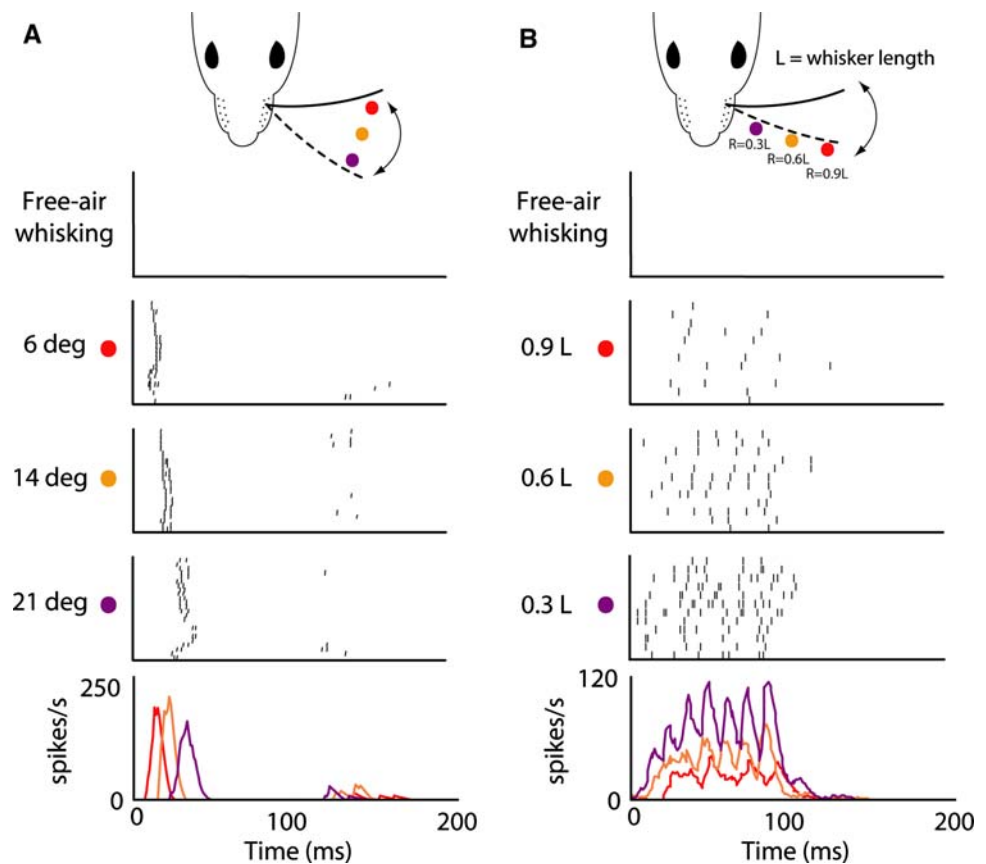 A
B
L = whisker length
R=0.3L
R=0.6L
R=0.9L
Free-air
whisking
6 deg
14 deg
21 deg
250
spikes/s
0
0
100
200
Time (ms)
Free-air
whisking
0.9 L
0.6 L
0.3 L
120
spikes/s
0
0
100
200
Time (ms)